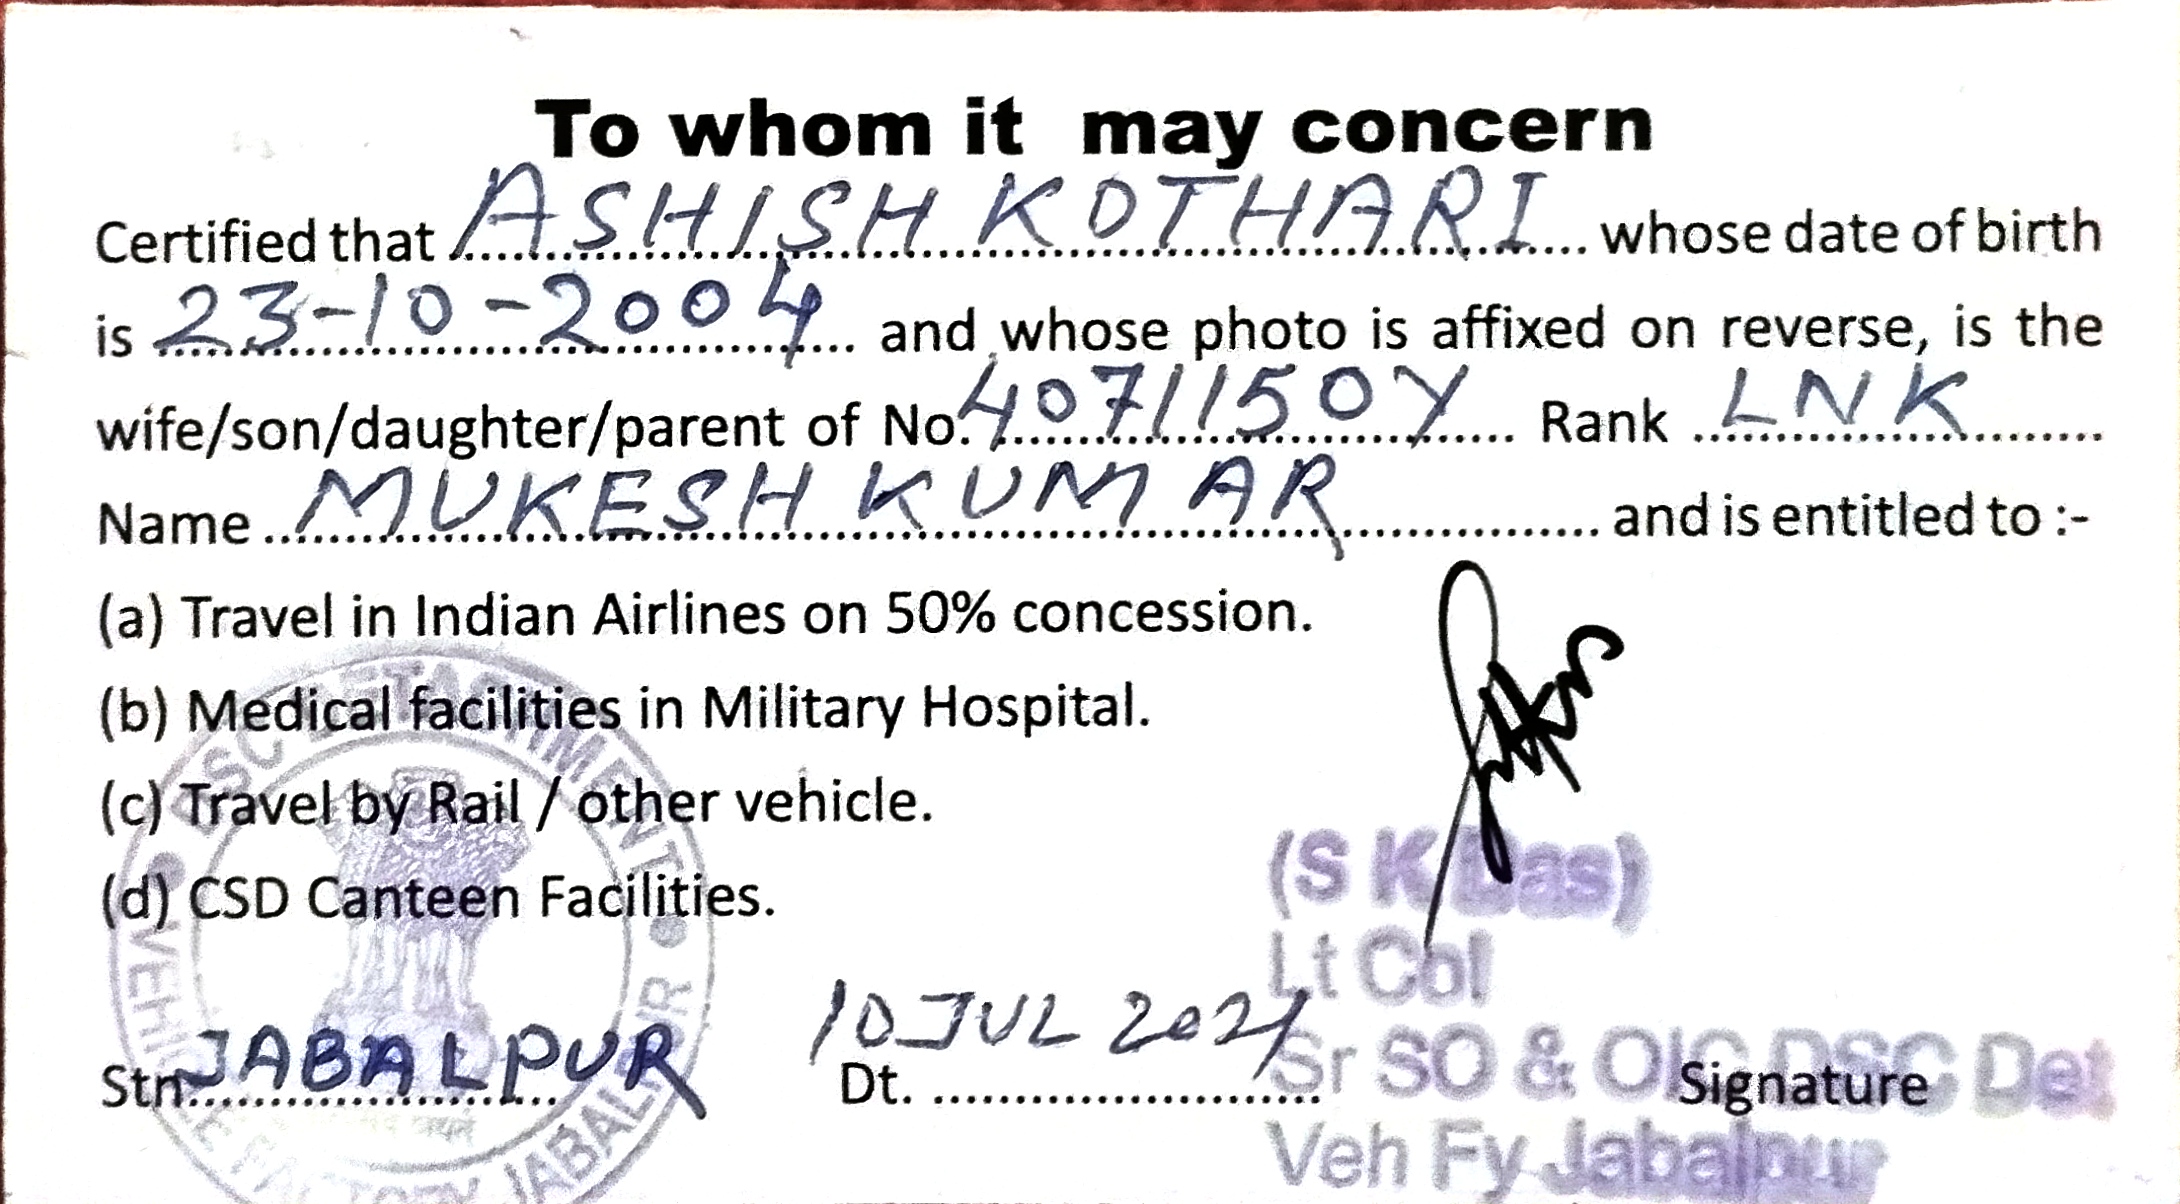 To whom it may concern
Certified that ASHISH KOTHARI whose date of birth
is 23-10-2004 and whose photo is affixed on reverse, is the
wife/son/daughter/parent of No. 4071150Y Rank LNK
Name MUKESH KUMAR and is entitled to :-
(a) Travel in Indian Airlines on 50% concession.
(b) Medical facilities in Military Hospital.
(c) Travel by Rail / other vehicle.
(d) CSD Canteen Facilities.
(S K Das)
Lt Col
Sr SO & OIC DSC Det
Veh Fy Jabalpur
Stn. JABALPUR Dt. 10 JUL 2021 Signature
DSC DETACHMENT
VEHICLE FACTORY JABALPUR